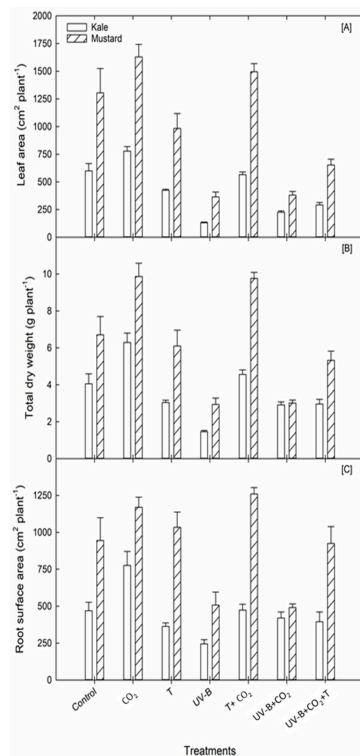 [A]
Kale
Mustard
2000
1750
1500
1250
1000
750
500
250
Leaf area (cm² plant⁻¹)
[B]
10
8
6
4
2
0
Total dry weight (g plant⁻¹)
[C]
1250
1000
750
500
250
0
Root surface area (cm² plant⁻¹)
Control
CO₂
T
UV-B
T+ CO₂
UV-B+CO₂
UV-B+CO₂+T
Treatments